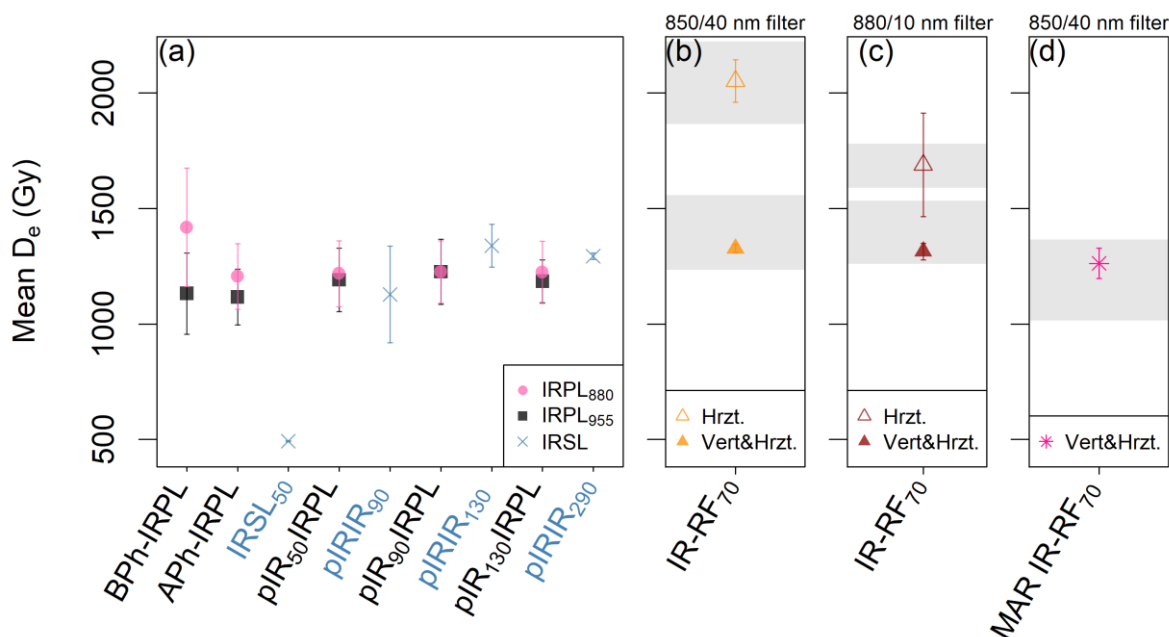 850/40 nm filter
880/10 nm filter
850/40 nm filter
(a)
(b)
(c)
(d)
Mean Dₑ (Gy)
2000
1500
1000
500
IRPL₈₈₀
IRPL₉₅₅
IRSL
Hrzt.
Vert&Hrzt.
Hrzt.
Vert&Hrzt.
Vert&Hrzt.
BPh-IRPL
APh-IRPL
IRSL₅₀
pIR₅₀IRPL
pIRIR₉₀
pIR₉₀IRPL
pIRIR₁₃₀
pIR₁₃₀IRPL
pIRIR₂₉₀
IR-RF₇₀
IR-RF₇₀
MAR IR-RF₇₀